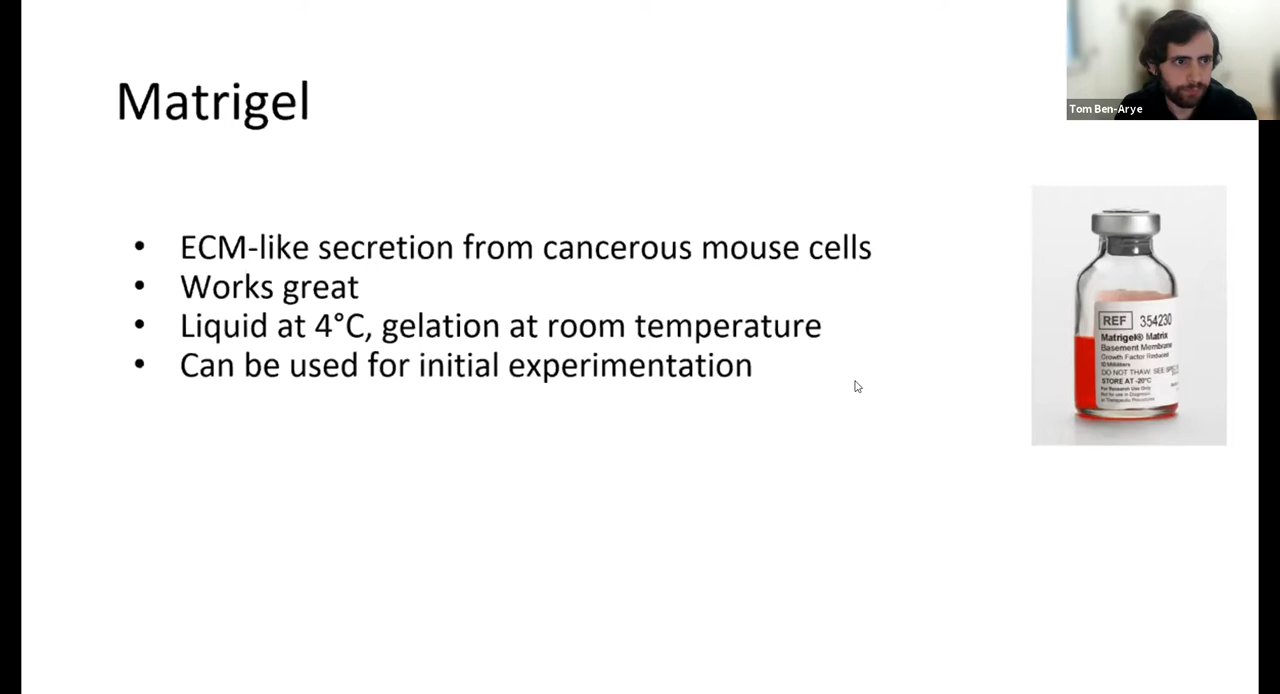 Matrigel
Tom Ben-Arye
• ECM-like secretion from cancerous mouse cells
• Works great
• Liquid at 4°C, gelation at room temperature
• Can be used for initial experimentation
REF 354230
Matrigel® Matrix
Basement Membrane
Growth Factor Reduced
10 Milliliters
DO NOT THAW. SEE
STORE AT -20°C
For Research Use Only
Not for use in Diagnostic
or Therapeutic Procedures